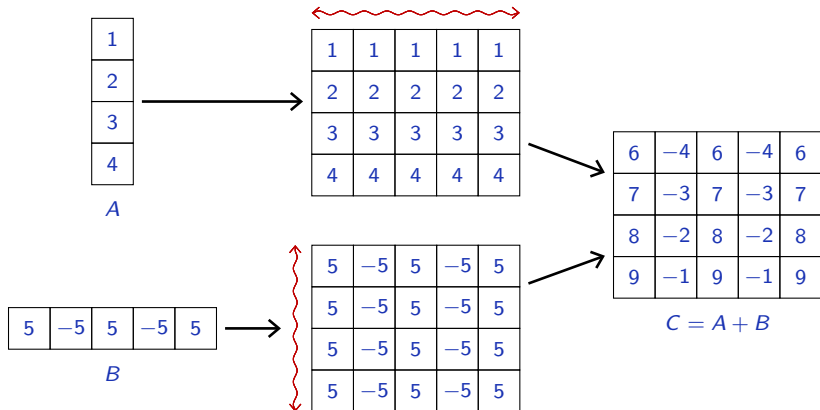 1
2
3
4
A
1 1 1 1 1
2 2 2 2 2
3 3 3 3 3
4 4 4 4 4
5 −5 5 −5 5
B
5 −5 5 −5 5
5 −5 5 −5 5
5 −5 5 −5 5
5 −5 5 −5 5
6 −4 6 −4 6
7 −3 7 −3 7
8 −2 8 −2 8
9 −1 9 −1 9
C = A + B